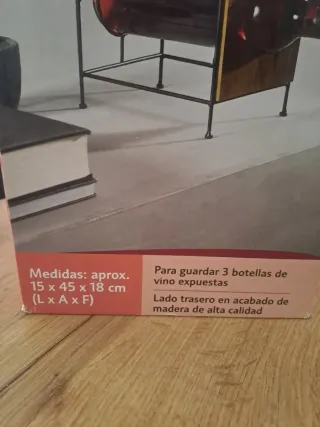 Medidas: aprox.
15 x 45 x 18 cm
(L x A x F)
Para guardar 3 botellas de
vino expuestas
Lado trasero en acabado de
madera de alta calidad